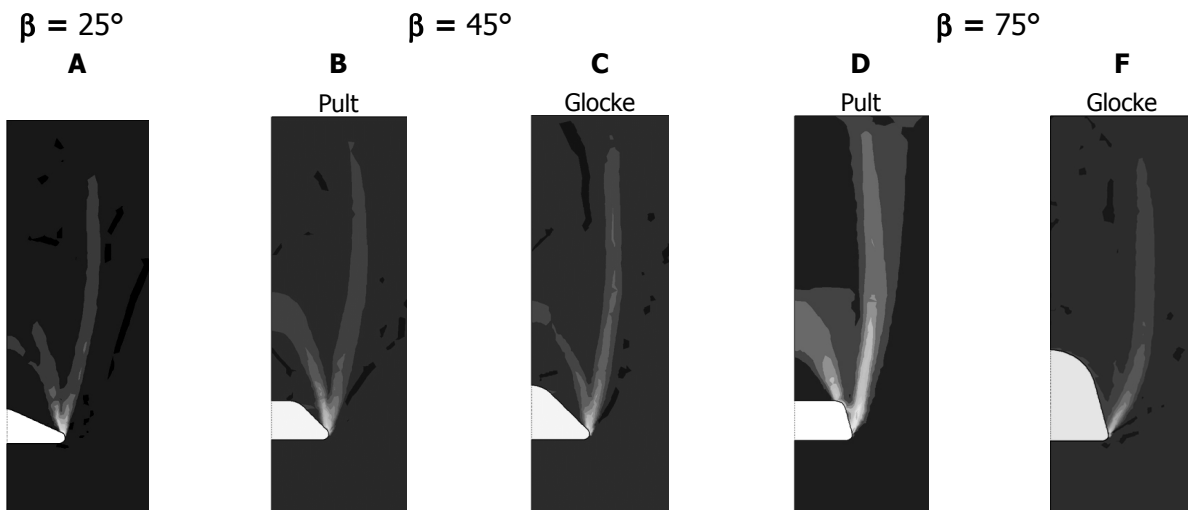 β = 25°
β = 45°
β = 75°
A
B
C
D
F
Pult
Glocke
Pult
Glocke